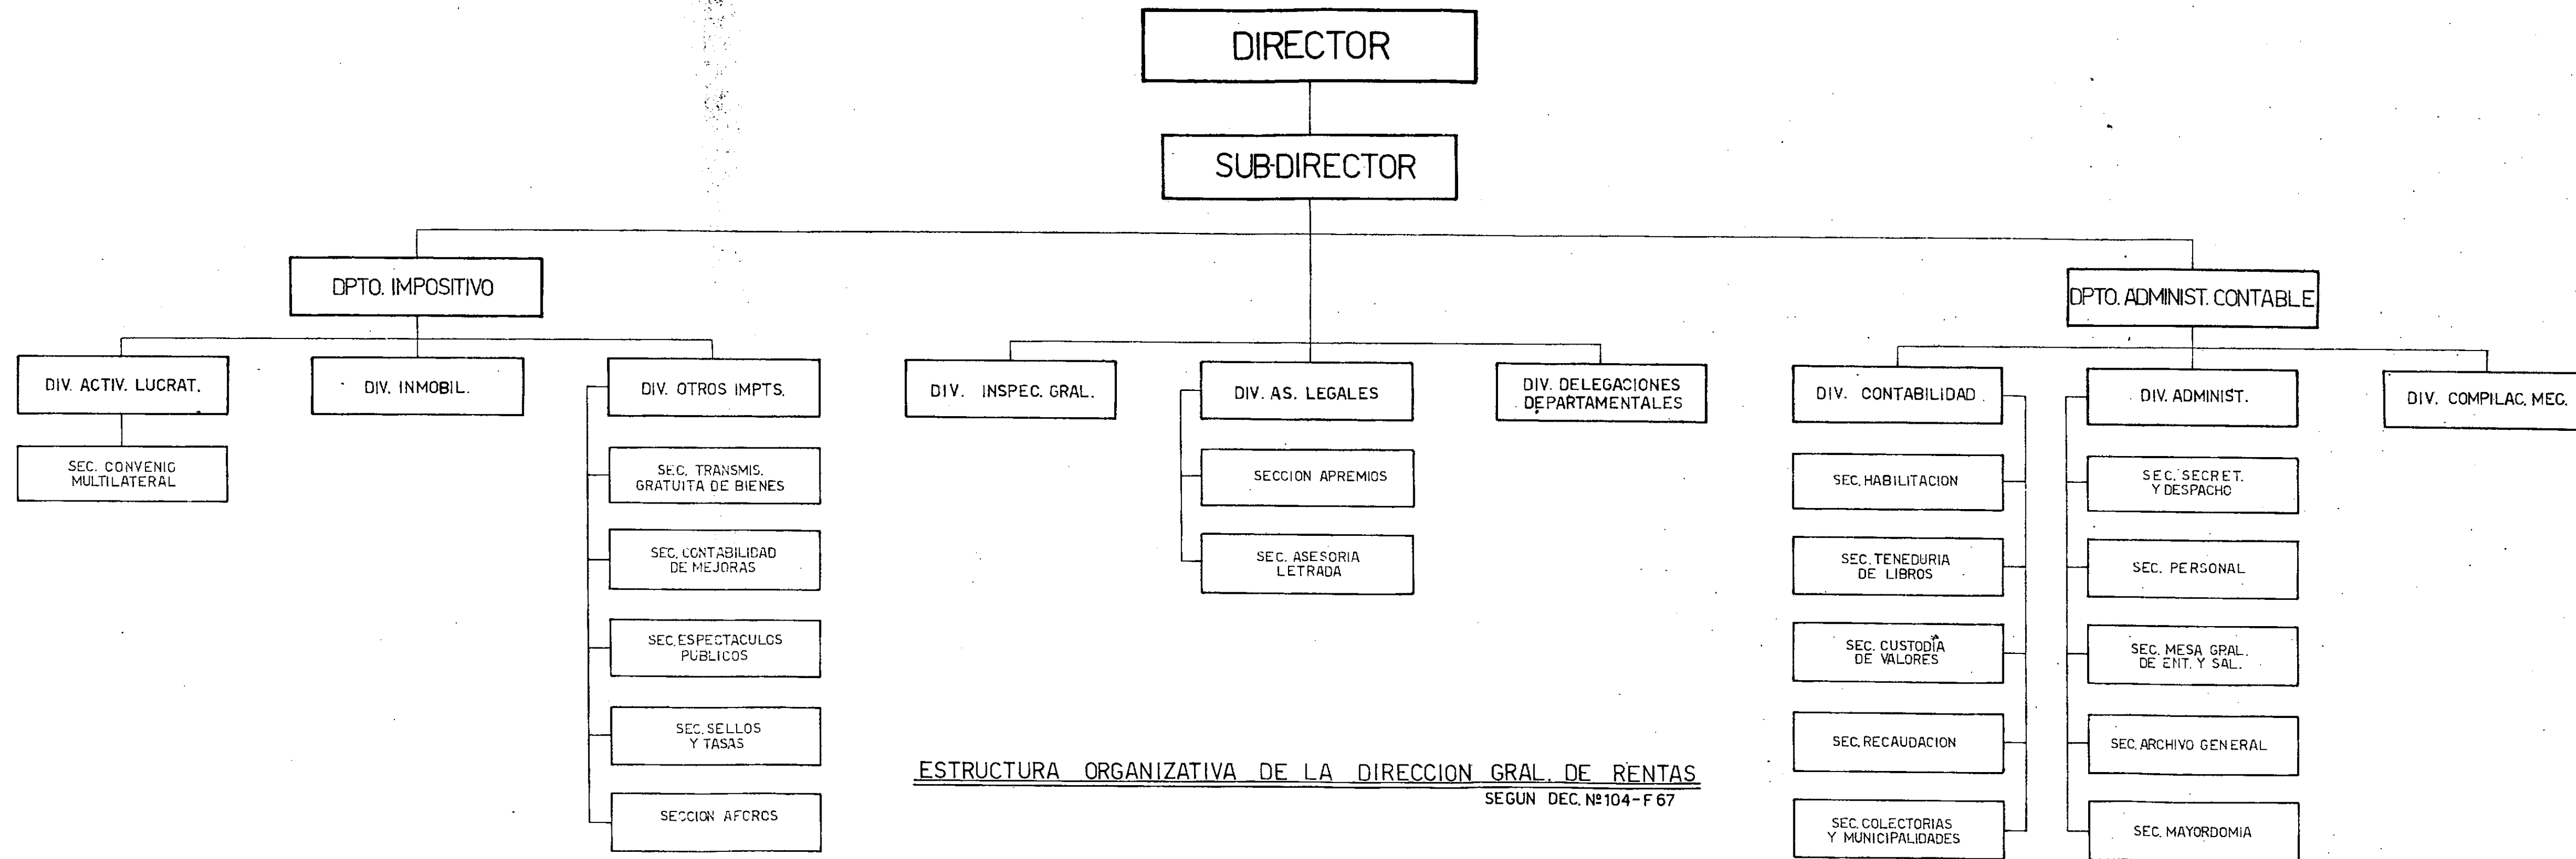 DIRECTOR
SUB-DIRECTOR
DPTO. IMPOSITIVO
DPTO. ADMINIST. CONTABLE
DIV. ACTIV. LUCRAT.
DIV. INMOBIL.
DIV. OTROS IMPTS.
DIV. INSPEC. GRAL.
DIV. AS. LEGALES
DIV. DELEGACIONES
DEPARTAMENTALES
DIV. CONTABILIDAD
DIV. ADMINIST.
DIV. COMPILAC. MEC.
SEC. CONVENIO
MULTILATERAL
SEC. TRANSMIS.
GRATUITA DE BIENES
SEC. CONTABILIDAD
DE MEJORAS
SEC. ESPECTACULOS
PUBLICOS
SEC. SELLOS
Y TASAS
SECCION AFOROS
SECCION APREMIOS
SEC. ASESORIA
LETRADA
SEC. HABILITACION
SEC. TENEDURIA
DE LIBROS
SEC. CUSTODIA
DE VALORES
SEC. RECAUDACION
SEC. COLECTORIAS
Y MUNICIPALIDADES
SEC. SECRET.
Y DESPACHO
SEC. PERSONAL
SEC. MESA GRAL.
DE ENT. Y SAL.
SEC. ARCHIVO GENERAL
SEC. MAYORDOMIA
ESTRUCTURA ORGANIZATIVA DE LA DIRECCION GRAL. DE RENTAS
SEGUN DEC. Nº 104-F 67